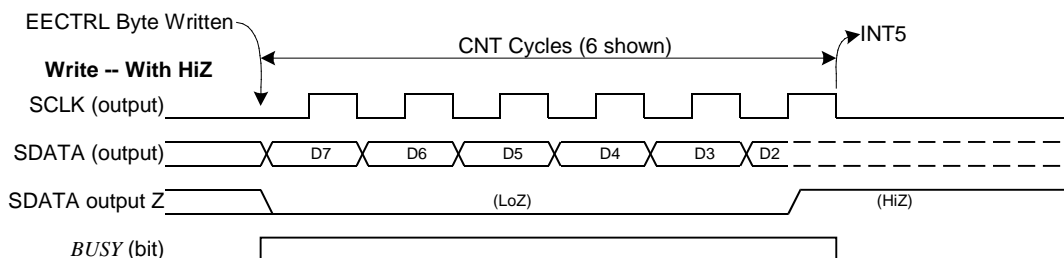 EECTRL Byte Written
INT5
CNT Cycles (6 shown)
Write -- With HiZ
SCLK (output)
SDATA (output) D7 D6 D5 D4 D3 D2
SDATA output Z (LoZ) (HiZ)
BUSY (bit)